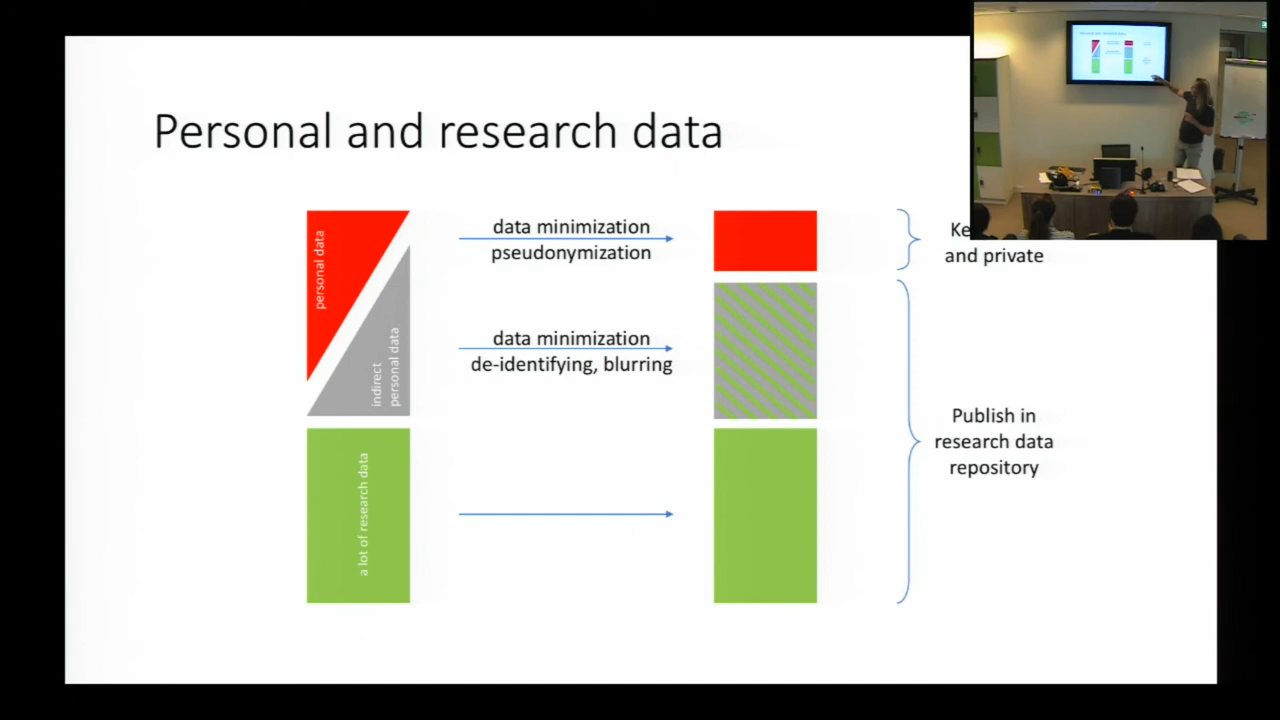 Personal and research data
personal data
indirect
personal data
a lot of research data
data minimization
pseudonymization
data minimization
de-identifying, blurring
and private
Publish in
research data
repository